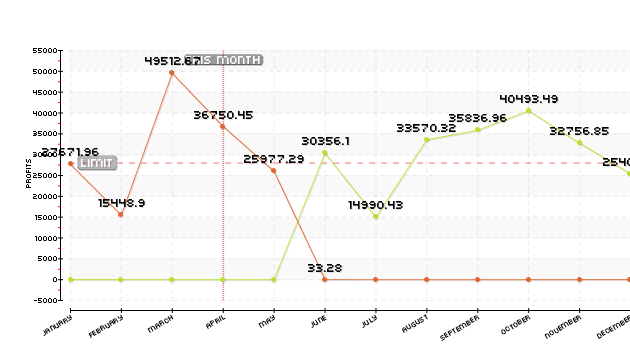 55000
50000
45000
40000
35000
30000
25000
20000
15000
10000
5000
0
-5000
PROFITS
THIS MONTH
LIMIT
27671.96
15448.9
49512.67
36750.45
25977.29
33.28
30356.1
14990.43
33570.32
35836.96
40493.49
32756.85
2540
JANUARY
FEBRUARY
MARCH
APRIL
MAY
JUNE
JULY
AUGUST
SEPTEMBER
OCTOBER
NOVEMBER
DECEMBER